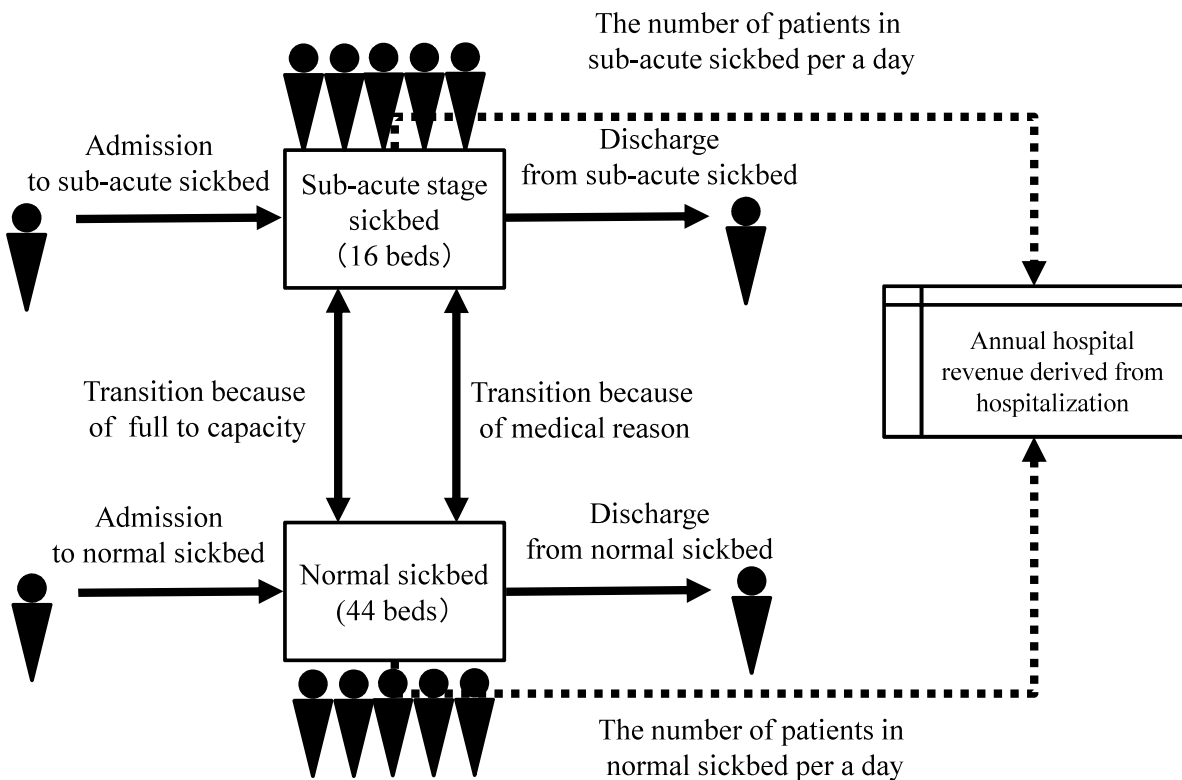 The number of patients in
sub-acute sickbed per a day
Admission
to sub-acute sickbed
Sub-acute stage
sickbed
（16 beds）
Discharge
from sub-acute sickbed
Annual hospital
revenue derived from
hospitalization
Transition because
of full to capacity
Transition because
of medical reason
Admission
to normal sickbed
Normal sickbed
(44 beds）
Discharge
from normal sickbed
The number of patients in
normal sickbed per a day